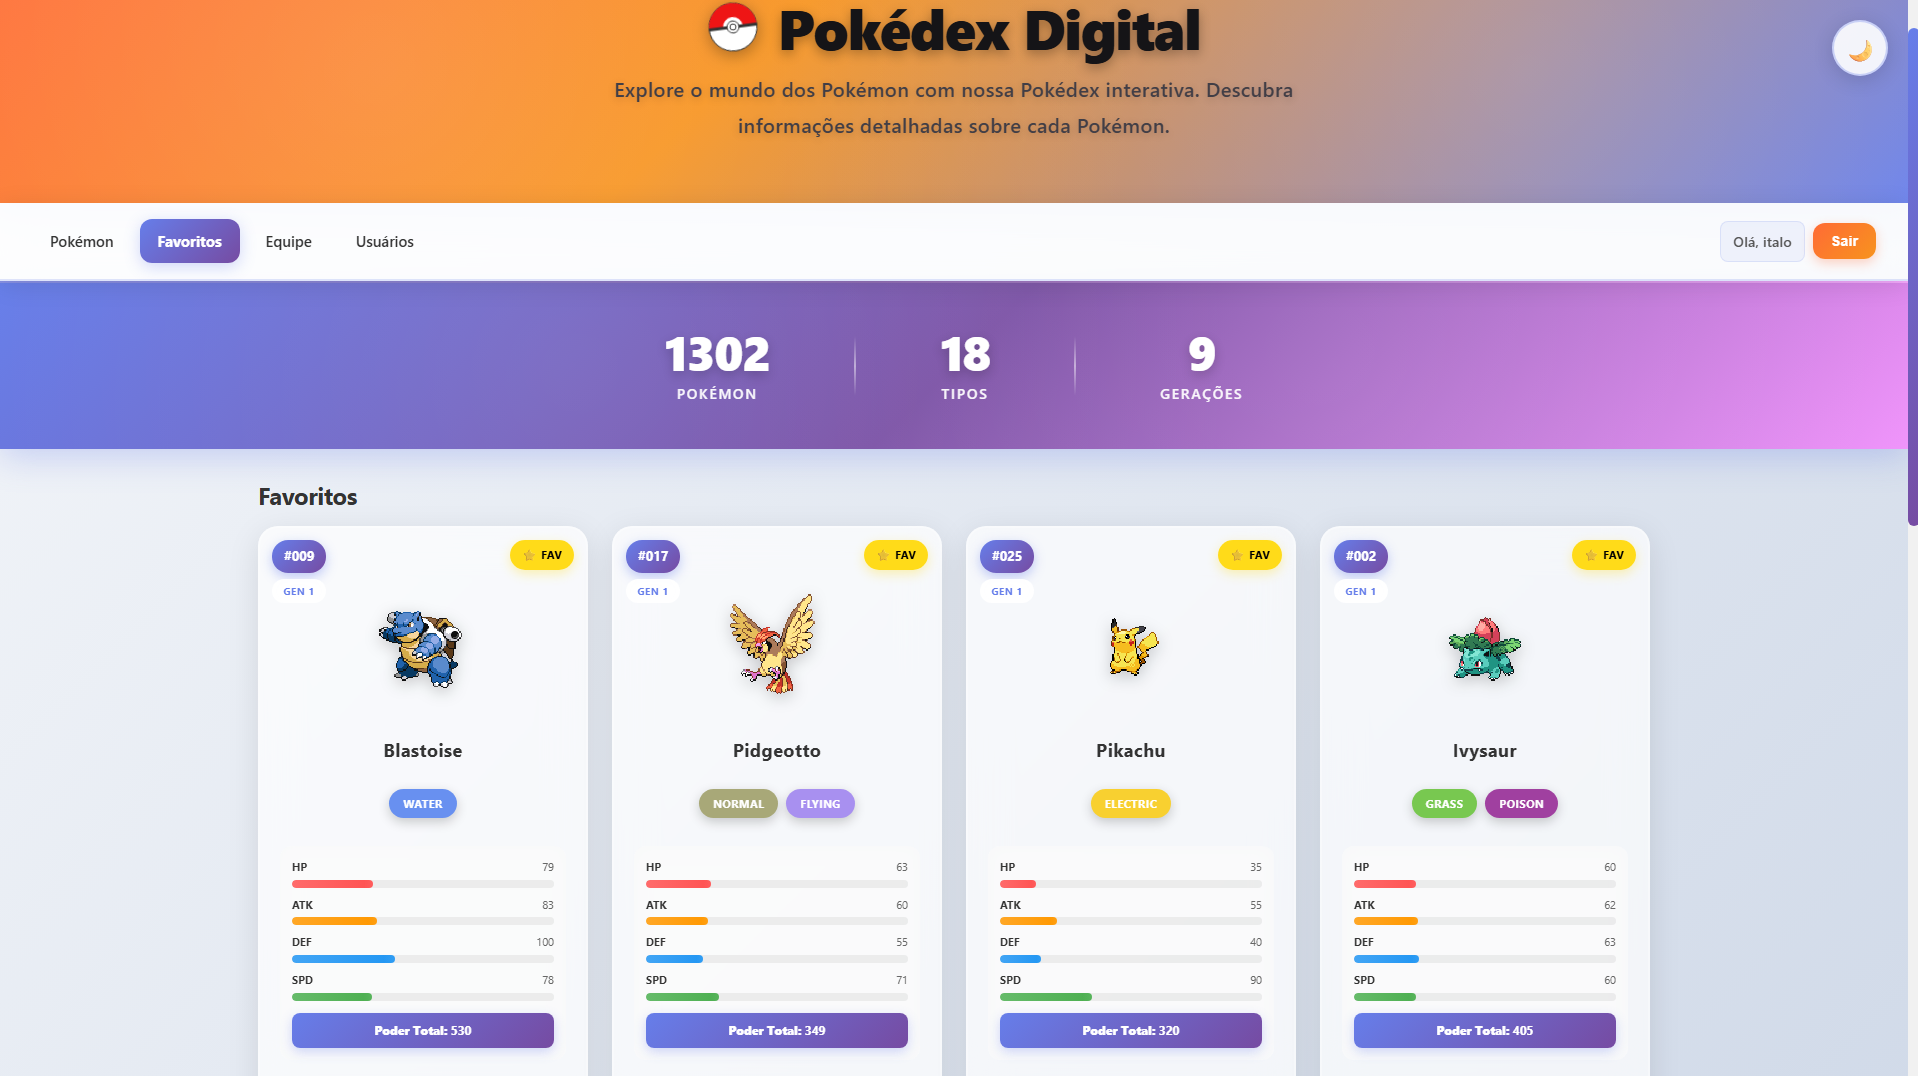 Pokédex Digital
Explore o mundo dos Pokémon com nossa Pokédex interativa. Descubra
informações detalhadas sobre cada Pokémon.
Pokémon Favoritos Equipe Usuários Olá, italo Sair
1302 18 9
POKÉMON TIPOS GERAÇÕES
Favoritos
#009 FAV
GEN 1
Blastoise
WATER
HP 79
ATK 83
DEF 100
SPD 78
Poder Total: 530
#017 FAV
GEN 1
Pidgeotto
NORMAL FLYING
HP 63
ATK 60
DEF 55
SPD 71
Poder Total: 349
#025 FAV
GEN 1
Pikachu
ELECTRIC
HP 35
ATK 55
DEF 40
SPD 90
Poder Total: 320
#002 FAV
GEN 1
Ivysaur
GRASS POISON
HP 60
ATK 62
DEF 63
SPD 60
Poder Total: 405